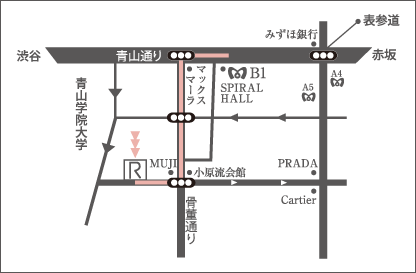 表参道
みずほ銀行
渋谷
青山通り
赤坂
マックス
マーラ
B1
SPIRAL
HALL
A4
A5
青山学院大学
MUJI
小原流会館
PRADA
R
Cartier
骨董通り